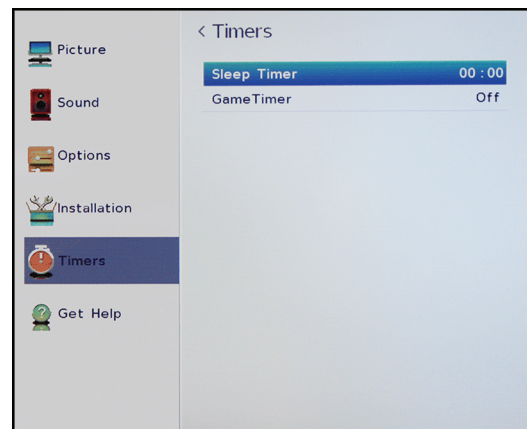 Picture
Sound
Options
Installation
Timers
Get Help
< Timers
Sleep Timer 00 : 00
GameTimer Off